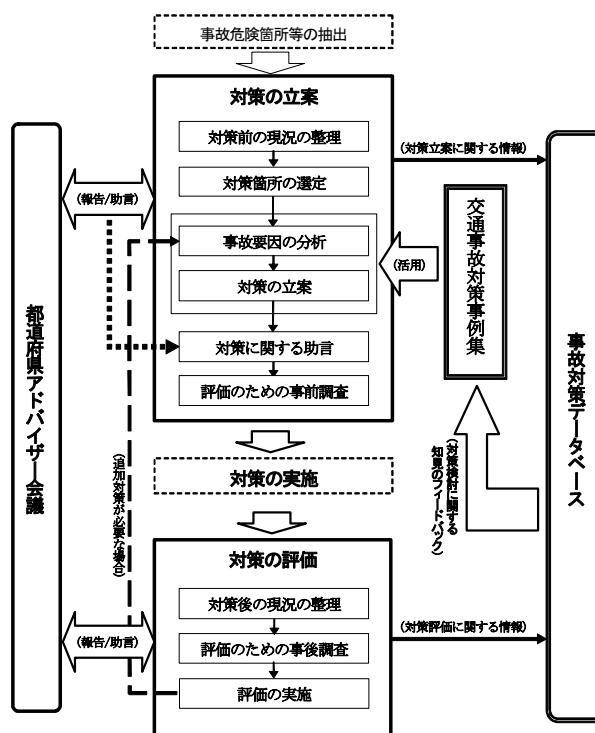 事故危険箇所等の抽出
対策の立案
対策前の現況の整理
(対策立案に関する情報)
対策箇所の選定
(報告/助言)
交通事故対策事例集
事故要因の分析
(活用)
対策の立案
都道府県アドバイザー会議
事故対策データベース
対策に関する助言
評価のための事前調査
(対策検討に関する
知見のフィードバック)
対策の実施
(追加対策が必要な場合)
対策の評価
対策後の現況の整理
(対策評価に関する情報)
(報告/助言)
評価のための事後調査
評価の実施